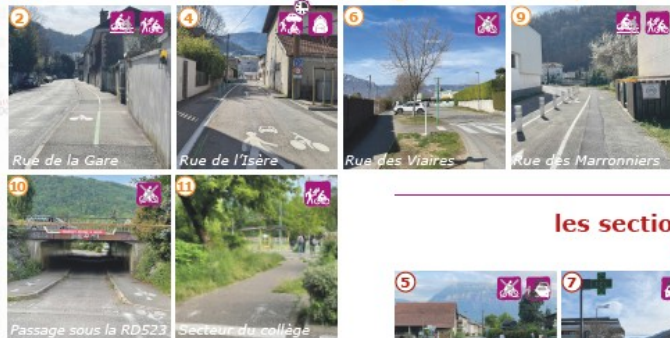 2
4
6
9
Rue de la Gare
Rue de l'Isère
Rue des Viaires
Rue des Marronniers
10
11
Passage sous la RD523
Secteur du collège
les sectio
5
7